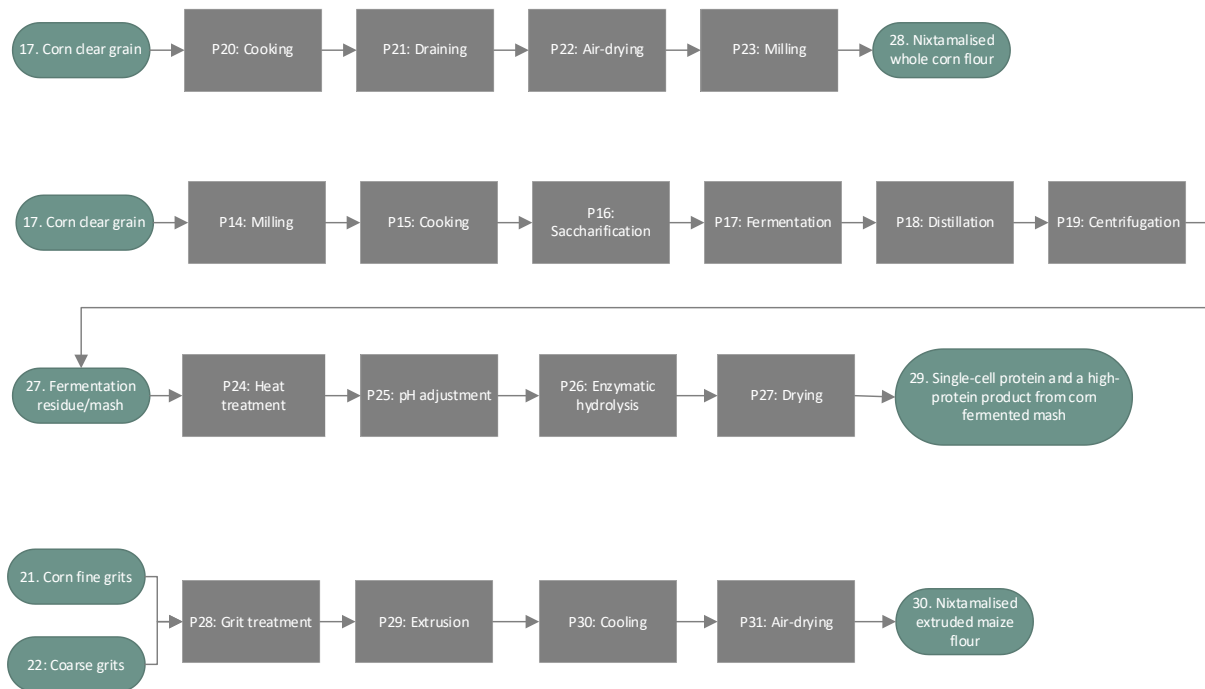 17. Corn clear grain
P20: Cooking
P21: Draining
P22: Air-drying
P23: Milling
28. Nixtamalised
whole corn flour
17. Corn clear grain
P14: Milling
P15: Cooking
P16:
Saccharification
P17: Fermentation
P18: Distillation
P19: Centrifugation
27. Fermentation
residue/mash
P24: Heat
treatment
P25: pH adjustment
P26: Enzymatic
hydrolysis
P27: Drying
29. Single-cell protein and a high-
protein product from corn
fermented mash
21. Corn fine grits
22: Coarse grits
P28: Grit treatment
P29: Extrusion
P30: Cooling
P31: Air-drying
30. Nixtamalised
extruded maize
flour